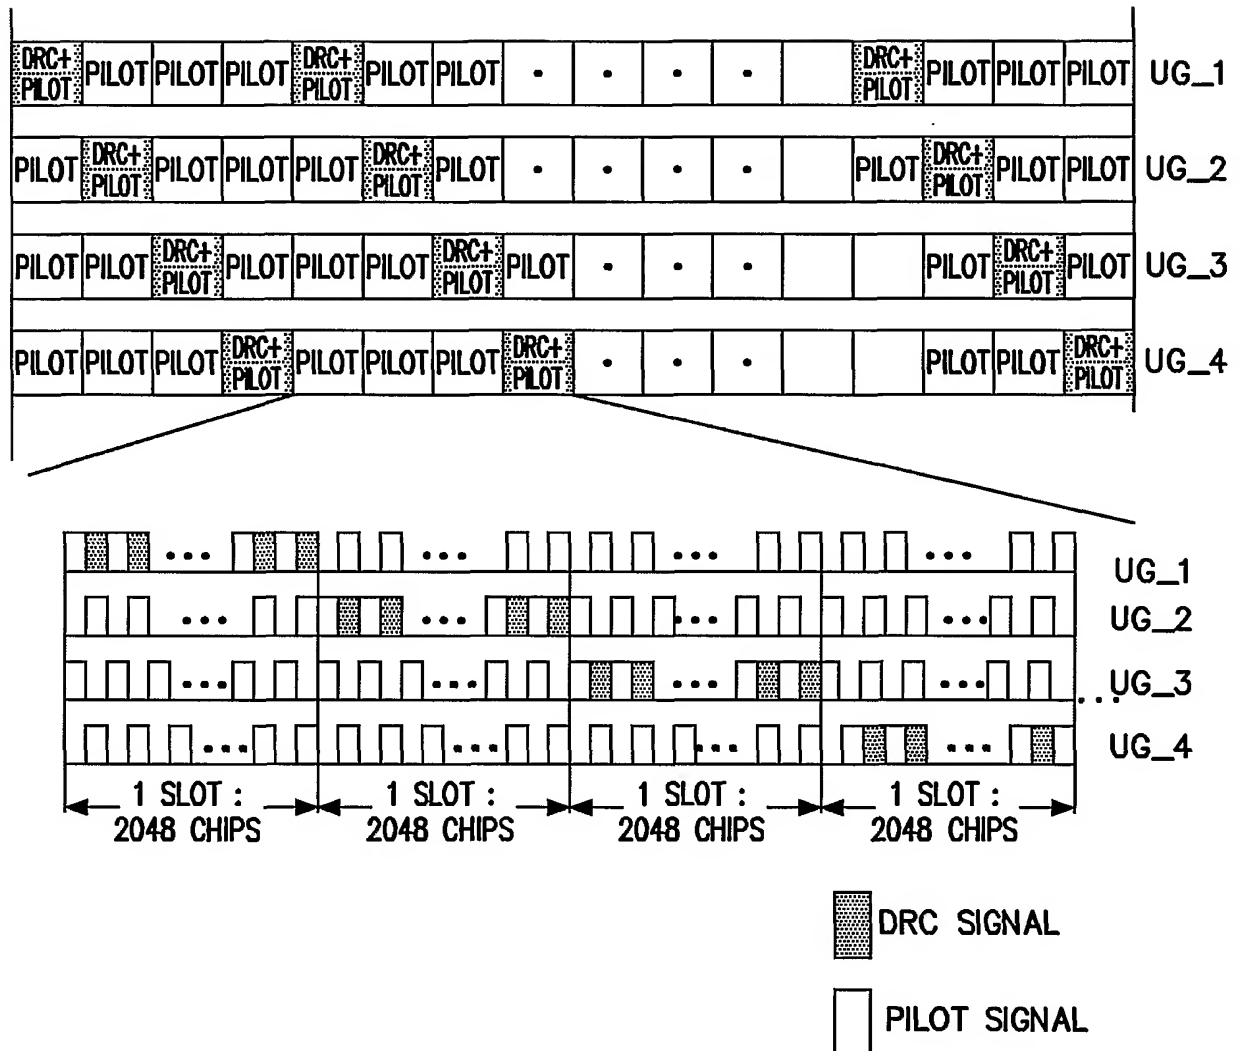 DRC+ PILOT PILOT PILOT PILOT DRC+ PILOT PILOT PILOT • • • • DRC+ PILOT PILOT PILOT PILOT UG_1
PILOT DRC+ PILOT PILOT PILOT PILOT DRC+ PILOT PILOT • • • • PILOT DRC+ PILOT PILOT PILOT UG_2
PILOT PILOT DRC+ PILOT PILOT PILOT PILOT DRC+ PILOT PILOT • • • PILOT DRC+ PILOT PILOT UG_3
PILOT PILOT PILOT DRC+ PILOT PILOT PILOT PILOT DRC+ PILOT • • • PILOT PILOT DRC+ PILOT UG_4
••• ••• ••• ••• UG_1
••• ••• ••• ••• UG_2
••• ••• ••• ••• ...UG_3
••• ••• ••• ••• UG_4
1 SLOT : 1 SLOT : 1 SLOT : 1 SLOT :
2048 CHIPS 2048 CHIPS 2048 CHIPS 2048 CHIPS
DRC SIGNAL
PILOT SIGNAL